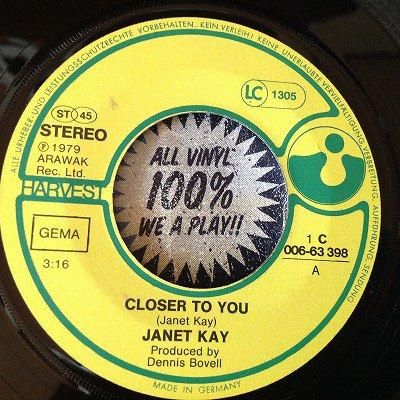 ALLE URHEBER- UND LEISTUNGSSCHUTZRECHTE VORBEHALTEN. KEIN VERLEIH! KEINE UNERLAUBTE VERVIELFÄLTIGUNG, VERMIETUNG, AUFFÜHRUNG, SENDUNG
ST 45
STEREO
℗ 1979
ARAWAK
Rec. Ltd.
LC 1305
HARVEST
ALL VINYL
100%
WE A PLAY!!
GEMA
3:16
1 C
006-63 398
A
CLOSER TO YOU
(Janet Kay)
JANET KAY
Produced by
Dennis Bovell
MADE IN GERMANY